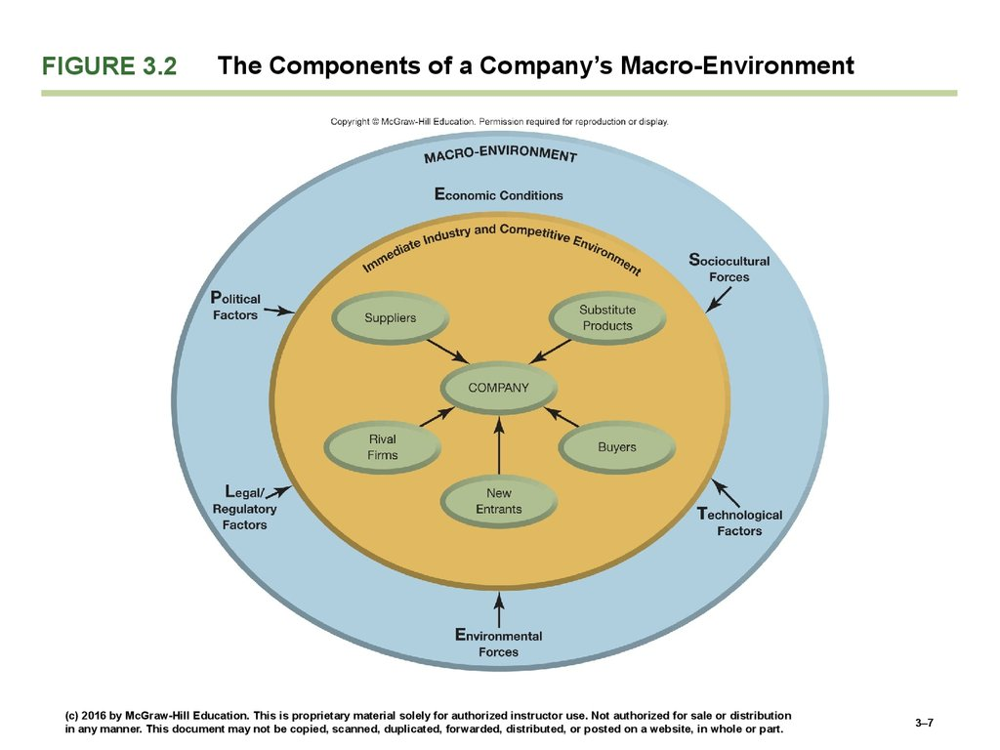 FIGURE 3.2
The Components of a Company’s Macro-Environment
Copyright © McGraw-Hill Education. Permission required for reproduction or display.
MACRO-ENVIRONMENT
Economic Conditions
Immediate Industry and Competitive Environment
Sociocultural
Forces
Political
Factors
Suppliers
Substitute
Products
COMPANY
Rival
Firms
Buyers
Legal/
Regulatory
Factors
New
Entrants
Technological
Factors
Environmental
Forces
(c) 2016 by McGraw-Hill Education. This is proprietary material solely for authorized instructor use. Not authorized for sale or distribution
in any manner. This document may not be copied, scanned, duplicated, forwarded, distributed, or posted on a website, in whole or part.
3–7